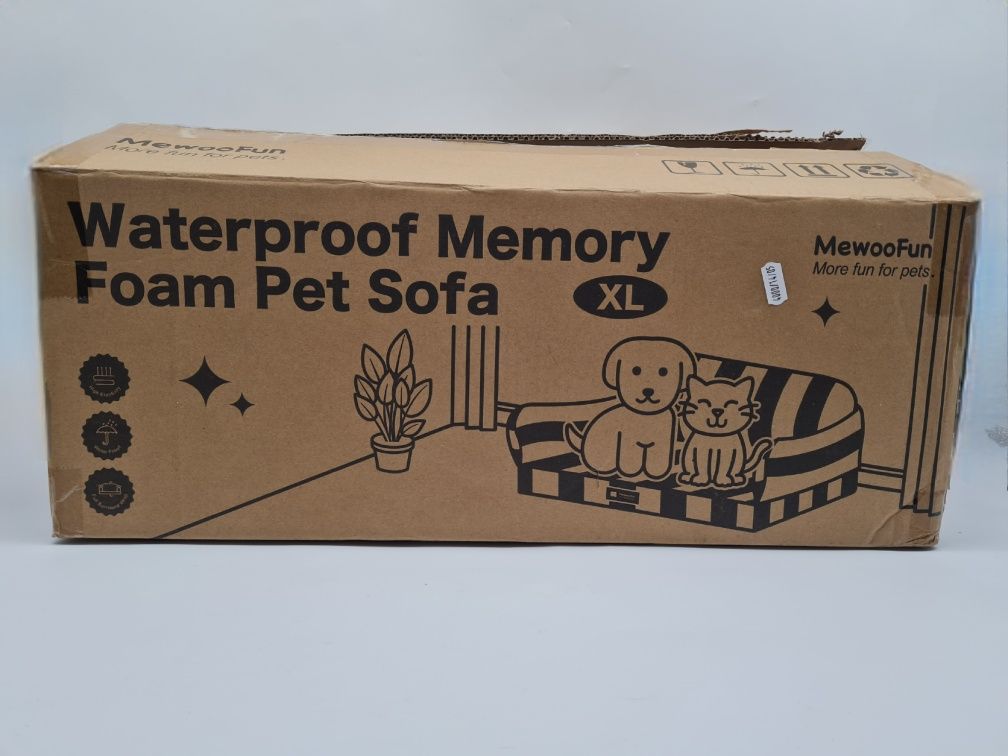 MewooFun
More fun for pets.
Waterproof Memory
Foam Pet Sofa
XL
MewooFun
More fun for pets.